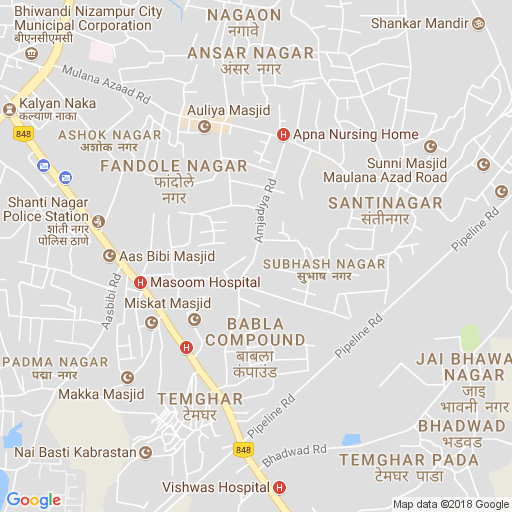 Bhiwandi Nizampur City
Municipal Corporation
बीएनसीएमसी
NAGAON
नगावे
Shankar Mandir
ANSAR NAGAR
अंसर नगर
Mulana Azaad Rd
Kalyan Naka
कल्याण नाका
848
Auliya Masjid
Apna Nursing Home
ASHOK NAGAR
अशोक नगर
FANDOLE NAGAR
फांदोले
नगर
Sunni Masjid
Maulana Azad Road
Shanti Nagar
Police Station
शांती नगर
पोलिस ठाणे
Amjadiya Rd
SANTINAGAR
संतीनगर
Pipeline Rd
Aas Bibi Masjid
SUBHASH NAGAR
सुभाष नगर
Masoom Hospital
Aasbibi Rd
Miskat Masjid
BABLA
COMPOUND
बाबला
कंपाउंड
Pipeline Rd
PADMA NAGAR
पद्मा नगर
JAI BHAWA
NAGAR
जाइ
भावनी नगर
Makka Masjid
TEMGHAR
टेमघर
Pipeline Rd
BHADWAD
भडवड
Nai Basti Kabrastan
848
Bhadwad Rd
TEMGHAR PADA
टेमघर पाडा
Vishwas Hospital
Google
Map data ©2018 Google